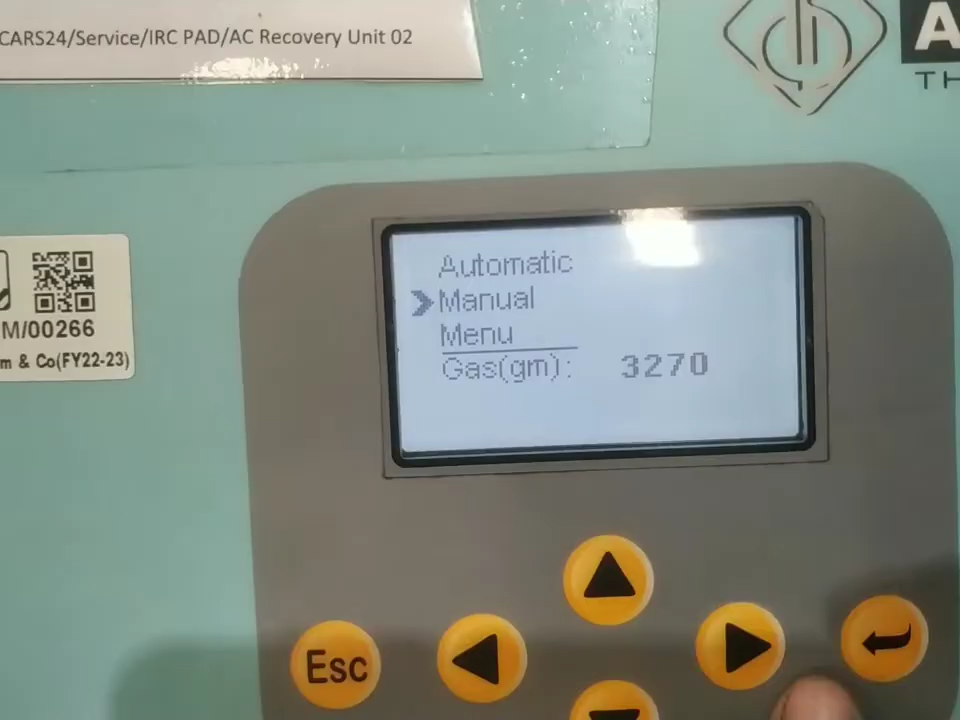 CARS24/Service/IRC PAD/AC Recovery Unit 02
A
TH
M/00266
m & Co(FY22-23)
Automatic
Manual
Menu
Gas(gm): 3270
Esc